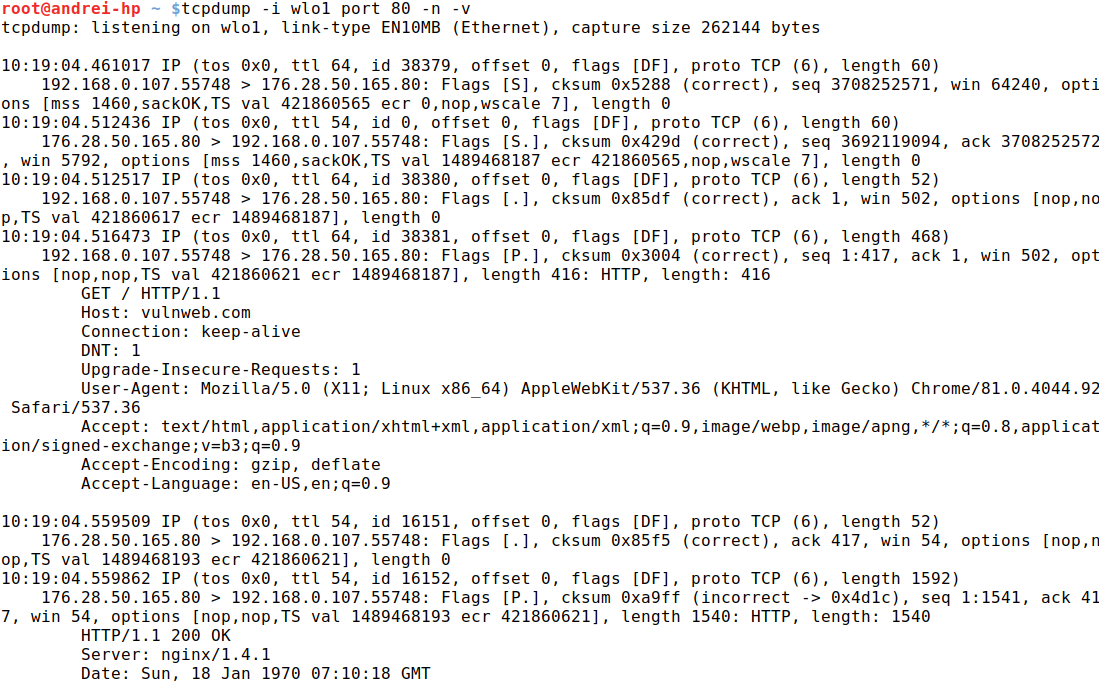 root@andrei-hp ~ $tcpdump -i wlo1 port 80 -n -v
tcpdump: listening on wlo1, link-type EN10MB (Ethernet), capture size 262144 bytes
10:19:04.461017 IP (tos 0x0, ttl 64, id 38379, offset 0, flags [DF], proto TCP (6), length 60)
    192.168.0.107.55748 > 176.28.50.165.80: Flags [S], cksum 0x5288 (correct), seq 3708252571, win 64240, opti
ons [mss 1460,sackOK,TS val 421860565 ecr 0,nop,wscale 7], length 0
10:19:04.512436 IP (tos 0x0, ttl 54, id 0, offset 0, flags [DF], proto TCP (6), length 60)
    176.28.50.165.80 > 192.168.0.107.55748: Flags [S.], cksum 0x429d (correct), seq 3692119094, ack 3708252572
, win 5792, options [mss 1460,sackOK,TS val 1489468187 ecr 421860565,nop,wscale 7], length 0
10:19:04.512517 IP (tos 0x0, ttl 64, id 38380, offset 0, flags [DF], proto TCP (6), length 52)
    192.168.0.107.55748 > 176.28.50.165.80: Flags [.], cksum 0x85df (correct), ack 1, win 502, options [nop,no
p,TS val 421860617 ecr 1489468187], length 0
10:19:04.516473 IP (tos 0x0, ttl 64, id 38381, offset 0, flags [DF], proto TCP (6), length 468)
    192.168.0.107.55748 > 176.28.50.165.80: Flags [P.], cksum 0x3004 (correct), seq 1:417, ack 1, win 502, opt
ions [nop,nop,TS val 421860621 ecr 1489468187], length 416: HTTP, length: 416
        GET / HTTP/1.1
        Host: vulnweb.com
        Connection: keep-alive
        DNT: 1
        Upgrade-Insecure-Requests: 1
        User-Agent: Mozilla/5.0 (X11; Linux x86_64) AppleWebKit/537.36 (KHTML, like Gecko) Chrome/81.0.4044.92
 Safari/537.36
        Accept: text/html,application/xhtml+xml,application/xml;q=0.9,image/webp,image/apng,*/*;q=0.8,applicat
ion/signed-exchange;v=b3;q=0.9
        Accept-Encoding: gzip, deflate
        Accept-Language: en-US,en;q=0.9
10:19:04.559509 IP (tos 0x0, ttl 54, id 16151, offset 0, flags [DF], proto TCP (6), length 52)
    176.28.50.165.80 > 192.168.0.107.55748: Flags [.], cksum 0x85f5 (correct), ack 417, win 54, options [nop,n
op,TS val 1489468193 ecr 421860621], length 0
10:19:04.559862 IP (tos 0x0, ttl 54, id 16152, offset 0, flags [DF], proto TCP (6), length 1592)
    176.28.50.165.80 > 192.168.0.107.55748: Flags [P.], cksum 0xa9ff (incorrect -> 0x4d1c), seq 1:1541, ack 41
7, win 54, options [nop,nop,TS val 1489468193 ecr 421860621], length 1540: HTTP, length: 1540
        HTTP/1.1 200 OK
        Server: nginx/1.4.1
        Date: Sun, 18 Jan 1970 07:10:18 GMT